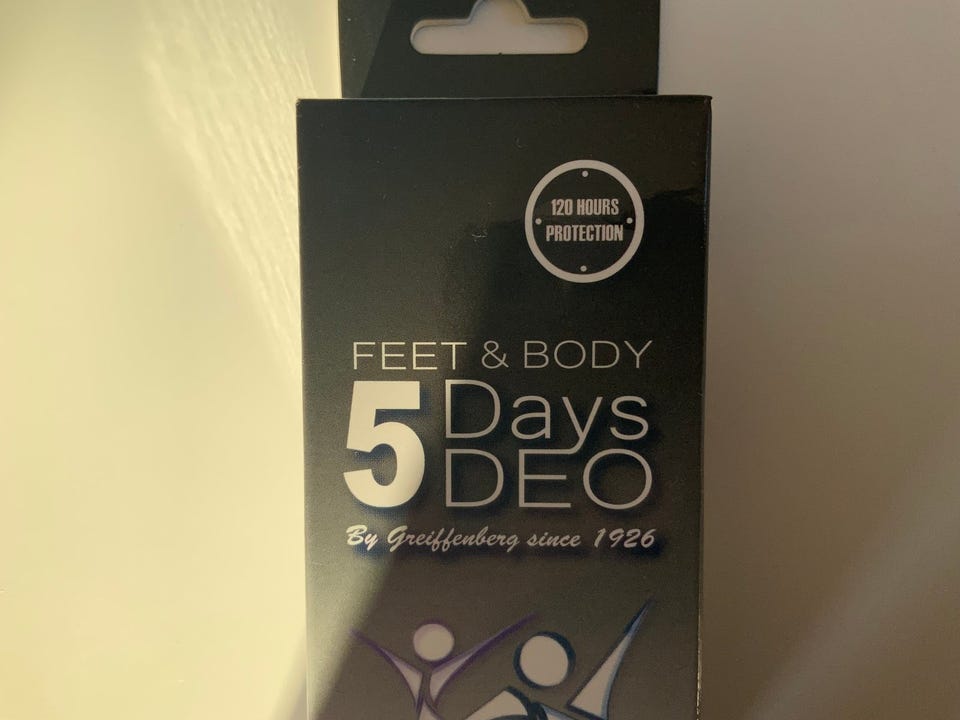 120 HOURS
PROTECTION
FEET & BODY
5 Days
DEO
By Greiffenberg since 1926